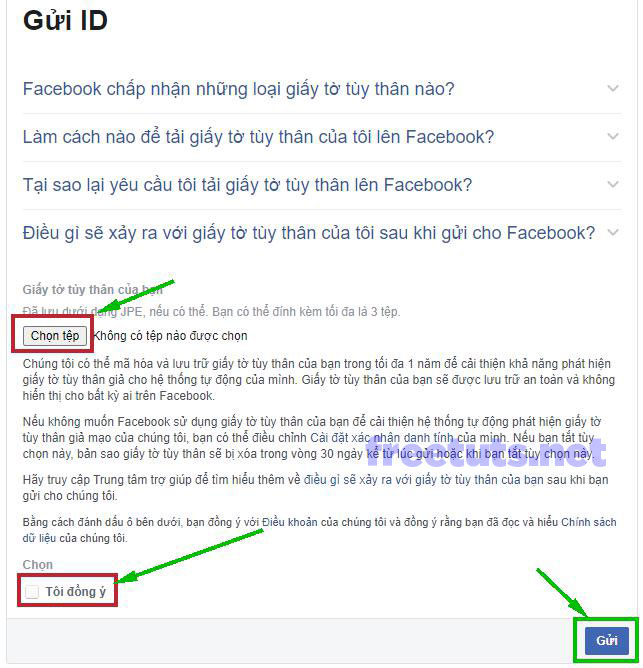 Gửi ID
Facebook chấp nhận những loại giấy tờ tùy thân nào?
Làm cách nào để tải giấy tờ tùy thân của tôi lên Facebook?
Tại sao lại yêu cầu tôi tải giấy tờ tùy thân lên Facebook?
Điều gì sẽ xảy ra với giấy tờ tùy thân của tôi sau khi gửi cho Facebook?
Giấy tờ tùy thân của bạn
Đã lưu dưới dạng JPE, nếu có thể. Bạn có thể đính kèm tối đa là 3 tệp.
Chọn tệp Không có tệp nào được chọn
Chúng tôi có thể mã hóa và lưu trữ giấy tờ tùy thân của bạn trong tối đa 1 năm để cải thiện khả năng phát hiện
giấy tờ tùy thân giả cho hệ thống tự động của mình. Giấy tờ tùy thân của bạn sẽ được lưu trữ an toàn và không
hiển thị cho bất kỳ ai trên Facebook.
Nếu không muốn Facebook sử dụng giấy tờ tùy thân của bạn để cải thiện hệ thống tự động phát hiện giấy tờ
tùy thân giả mạo của chúng tôi, bạn có thể điều chỉnh Cài đặt xác nhận danh tính của mình. Nếu bạn tắt tùy
chọn này, bản sao giấy tờ tùy thân sẽ bị xóa trong vòng 30 ngày kể từ lúc gửi hoặc khi bạn tắt tùy chọn này.
freetuts.net
Hãy truy cập Trung tâm trợ giúp để tìm hiểu thêm về điều gì sẽ xảy ra với giấy tờ tùy thân của bạn sau khi bạn
gửi cho chúng tôi.
Bằng cách đánh dấu ô bên dưới, bạn đồng ý với Điều khoản của chúng tôi và đồng ý rằng bạn đã đọc và hiểu Chính sách
dữ liệu của chúng tôi.
Chọn
Tôi đồng ý
Gửi